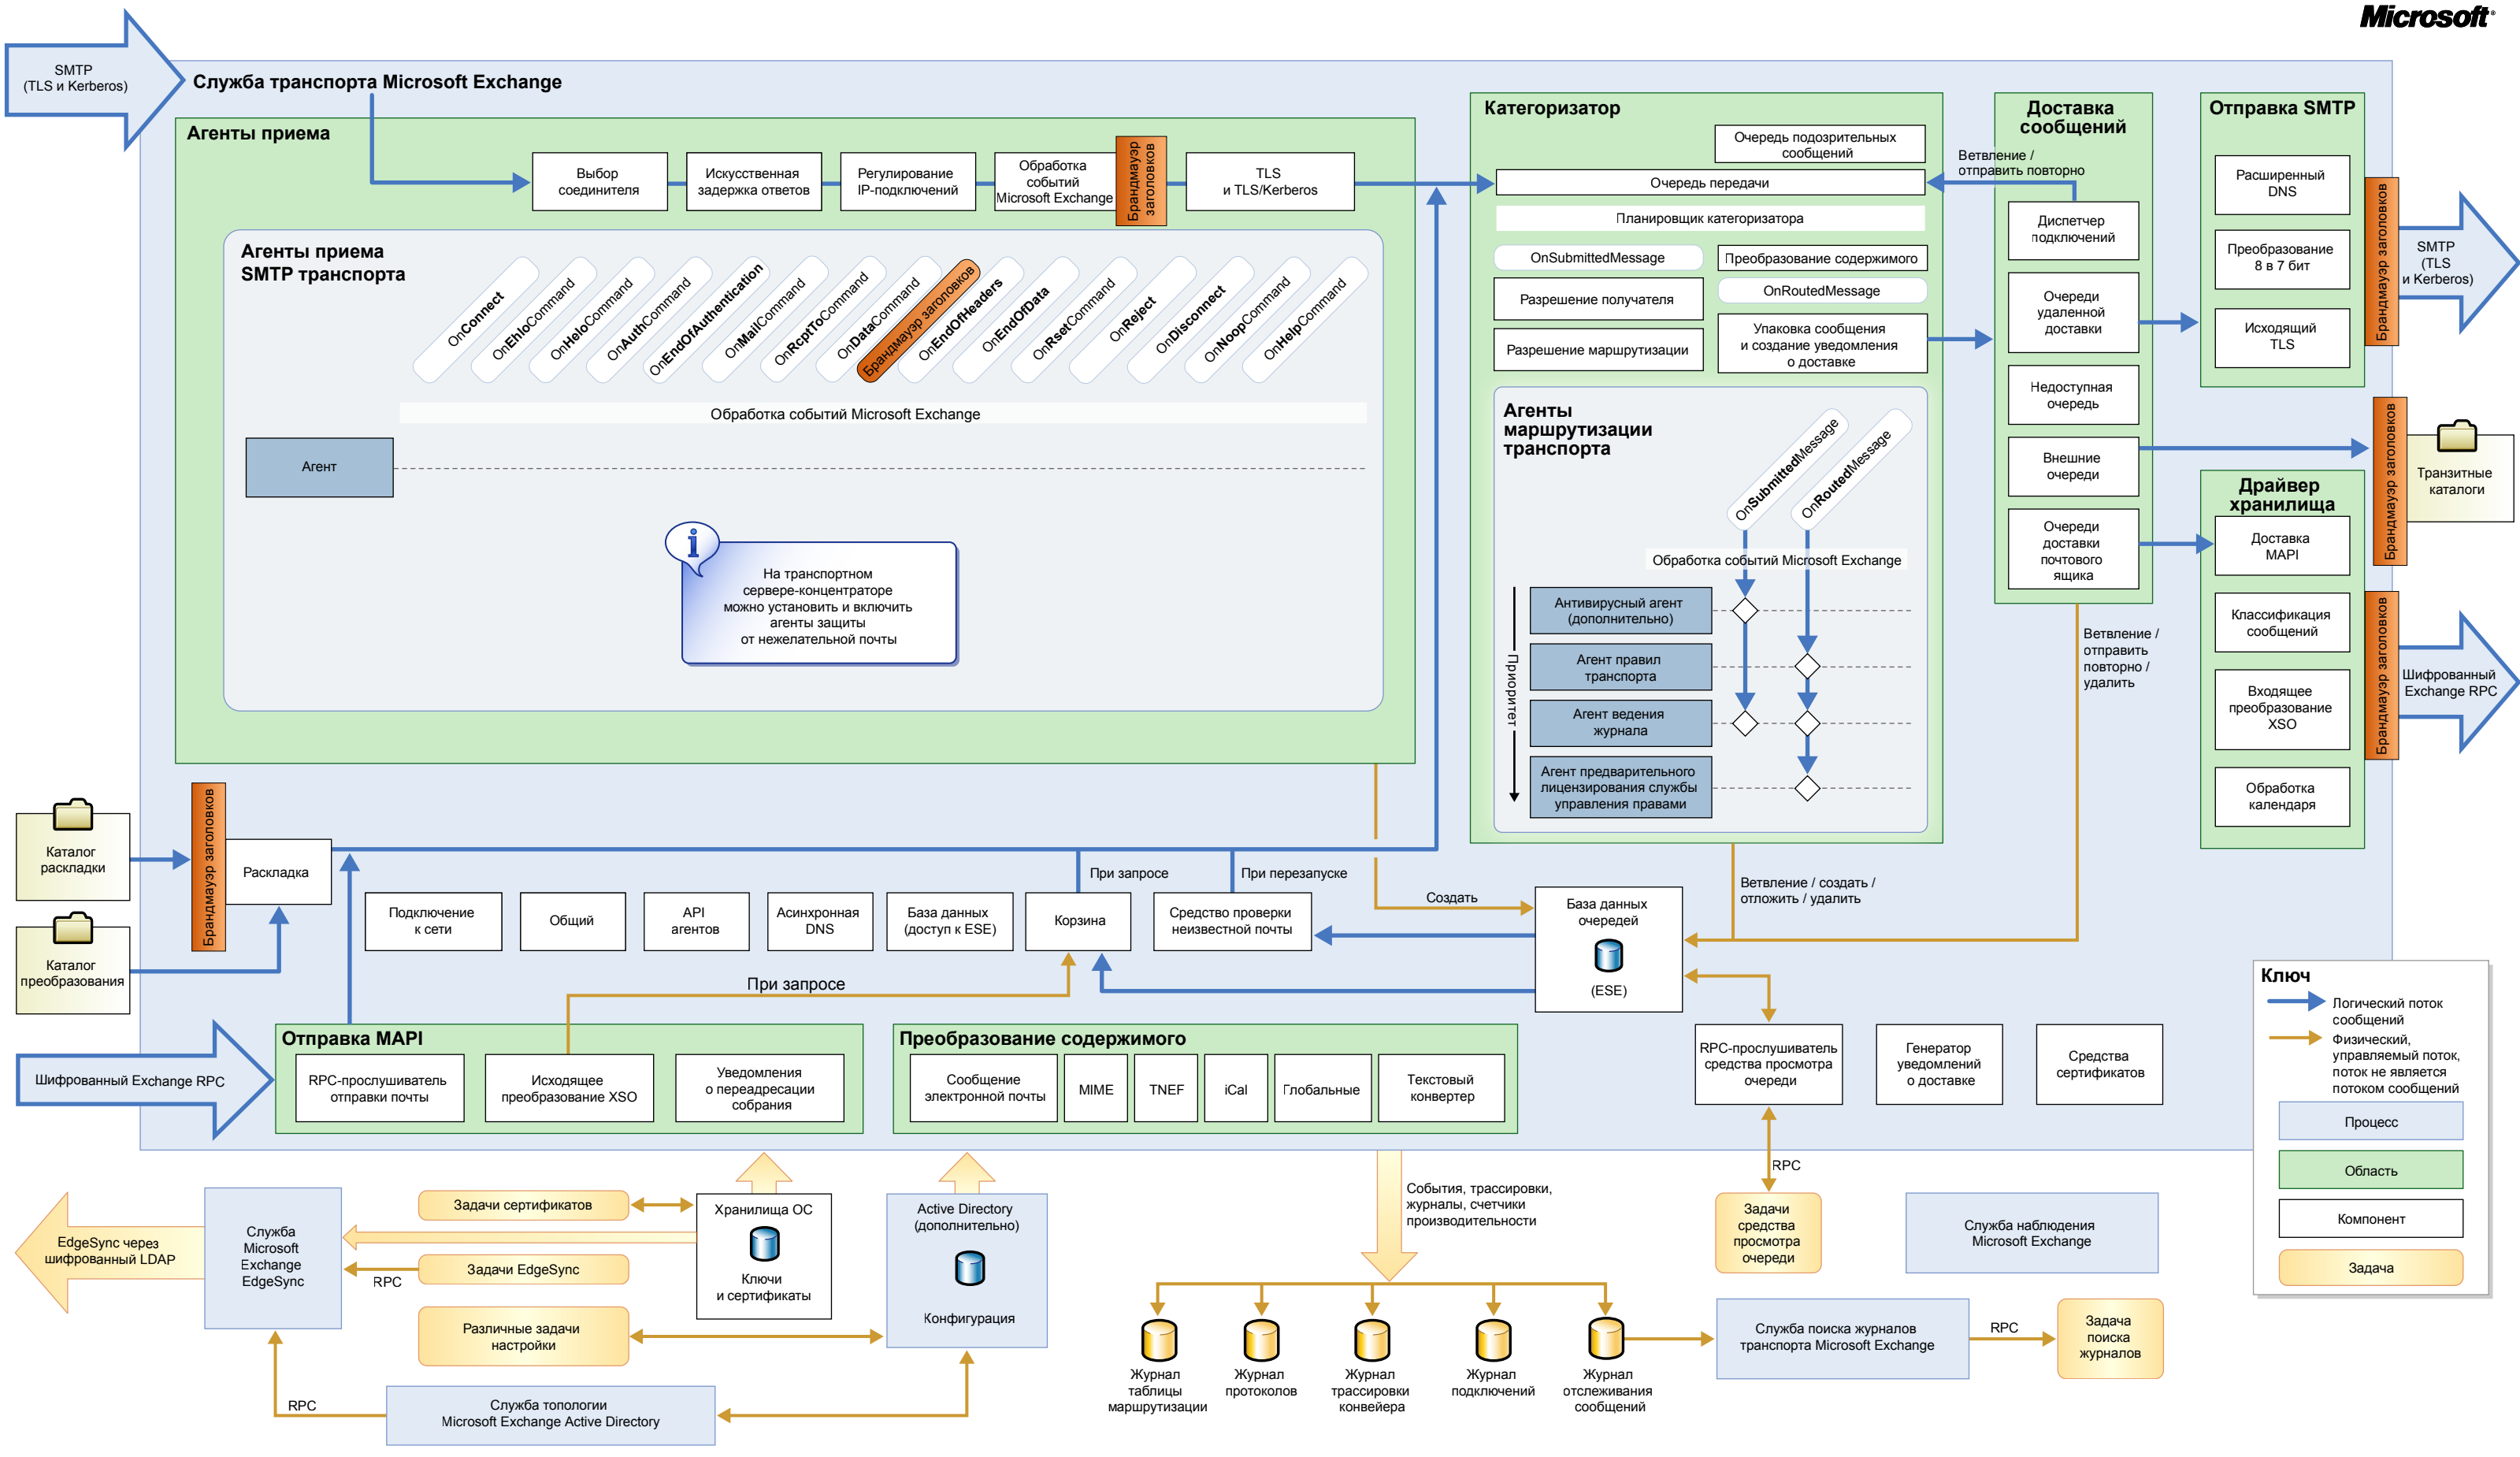 Microsoft
SMTP
(TLS и Kerberos)
Служба транспорта Microsoft Exchange
Агенты приема
Выбор
соединителя
Искусственная
задержка ответов
Регулирование
IP-подключений
Обработка
событий
Microsoft Exchange
Брандмауэр
заголовков
TLS
и TLS/Kerberos
Агенты приема
SMTP транспорта
OnConnect
OnEhloCommand
OnHeloCommand
OnAuthCommand
OnEndOfAuthentication
OnMailCommand
OnRcptToCommand
OnDataCommand
Брандмауэр заголовков
OnEndOfHeaders
OnEndOfData
OnRsetCommand
OnReject
OnDisconnect
OnNoopCommand
OnHelpCommand
Обработка событий Microsoft Exchange
Агент
На транспортном
сервере-концентраторе
можно установить и включить
агенты защиты
от нежелательной почты
Категоризатор
Очередь подозрительных
сообщений
Очередь передачи
Планировщик категоризатора
OnSubmittedMessage
Преобразование содержимого
Разрешение получателя
OnRoutedMessage
Разрешение маршрутизации
Упаковка сообщения
и создание уведомления
о доставке
Агенты
маршрутизации
транспорта
OnSubmittedMessage
OnRoutedMessage
Обработка событий Microsoft Exchange
Приоритет
Антивирусный агент
(дополнительно)
Агент правил
транспорта
Агент ведения
журнала
Агент предварительного
лицензирования службы
управления правами
Доставка
сообщений
Ветвление /
отправить повторно
Диспетчер
подключений
Очереди
удаленной
доставки
Недоступная
очередь
Внешние
очереди
Очереди
доставки
почтового
ящика
Ветвление /
отправить
повторно /
удалить
Отправка SMTP
Расширенный
DNS
Преобразование
8 в 7 бит
Исходящий
TLS
Брандмауэр заголовков
SMTP
(TLS
и Kerberos)
Брандмауэр заголовков
Транзитные
каталоги
Драйвер
хранилища
Доставка
MAPI
Классификация
сообщений
Входящее
преобразование
XSO
Обработка
календаря
Брандмауэр заголовков
Шифрованный
Exchange RPC
Каталог
раскладки
Каталог
преобразования
Брандмауэр заголовков
Раскладка
Подключение
к сети
Общий
API
агентов
Асинхронная
DNS
База данных
(доступ к ESE)
При запросе
Корзина
При перезапуске
Средство проверки
неизвестной почты
Создать
База данных
очередей
(ESE)
Ветвление / создать /
отложить / удалить
При запросе
Шифрованный Exchange RPC
Отправка MAPI
RPC-прослушиватель
отправки почты
Исходящее
преобразование XSO
Уведомления
о переадресации
собрания
Преобразование содержимого
Сообщение
электронной почты
MIME
TNEF
iCal
Глобальные
Текстовый
конвертер
RPC-прослушиватель
средства просмотра
очереди
Генератор
уведомлений
о доставке
Средства
сертификатов
Ключ
Логический поток
сообщений
Физический,
управляемый поток,
поток не является
потоком сообщений
Процесс
Область
Компонент
Задача
EdgeSync через
шифрованный LDAP
Служба
Microsoft
Exchange
EdgeSync
Задачи сертификатов
RPC
Задачи EdgeSync
Различные задачи
настройки
RPC
Служба топологии
Microsoft Exchange Active Directory
Хранилища ОС
Ключи
и сертификаты
Active Directory
(дополнительно)
Конфигурация
События, трассировки,
журналы, счетчики
производительности
Журнал
таблицы
маршрутизации
Журнал
протоколов
Журнал
трассировки
конвейера
Журнал
подключений
Журнал
отслеживания
сообщений
RPC
Задачи
средства
просмотра
очереди
Служба наблюдения
Microsoft Exchange
Служба поиска журналов
транспорта Microsoft Exchange
RPC
Задача
поиска
журналов